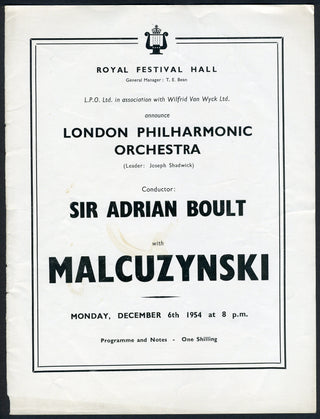 ROYAL FESTIVAL HALL
General Manager: T. E. Bean
L.P.O. Ltd. in association with Wilfrid Van Wyck Ltd.
announce
LONDON PHILHARMONIC
ORCHESTRA
(Leader: Joseph Shadwick)
Conductor:
SIR ADRIAN BOULT
with
MALCUZYNSKI
MONDAY, DECEMBER 6th 1954 at 8 p.m.
Programme and Notes - One Shilling